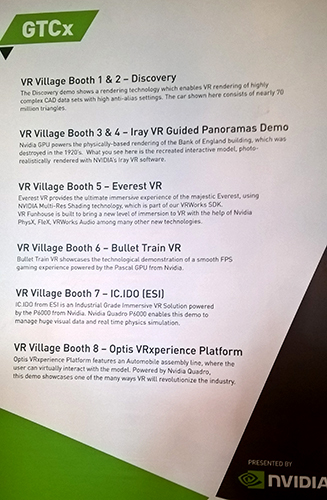 GTCx
VR Village Booth 1 & 2 – Discovery
The Discovery demo shows a rendering technology which enables VR rendering of highly
complex CAD data sets with high anti-alias settings. The car shown here consists of nearly 70
million triangles.
VR Village Booth 3 & 4 – Iray VR Guided Panoramas Demo
Nvidia GPU powers the physically-based rendering of the Bank of England building, which was
destroyed in the 1920's. What you see here is the recreated interactive model, photo-
realistically rendered with NVIDIA's Iray VR software.
VR Village Booth 5 – Everest VR
Everest VR provides the ultimate immersive experience of the majestic Everest, using
NVIDIA Multi-Res Shading technology, which is part of our VRWorks SDK.
VR Funhouse is built to bring a new level of immersion to VR with the help of Nvidia
PhysX, FleX, VRWorks Audio among many other new technologies.
VR Village Booth 6 – Bullet Train VR
Bullet Train VR showcases the technological demonstration of a smooth FPS
gaming experience powered by the Pascal GPU from Nvidia.
VR Village Booth 7 – IC.IDO (ESI)
IC.IDO from ESI is an Industrial Grade Immersive VR Solution powered
by the P6000 from Nvidia. Nvidia Quadro P6000 enables this demo to
manage huge visual data and real time physics simulation.
VR Village Booth 8 – Optis VRxperience Platform
Optis VRxperience Platform features an Automobile assembly line, where the
user can virtually interact with the model. Powered by Nvidia Quadro,
this demo showcases one of the many ways VR will revolutionize the industry.
PRESENTED BY
NVIDIA